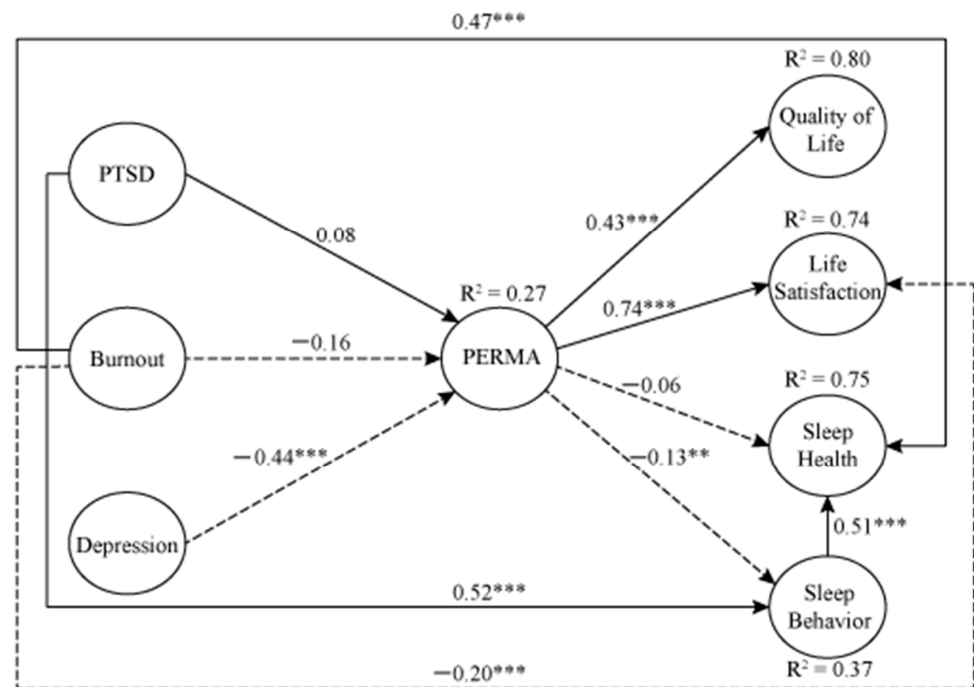 0.47***
R² = 0.80
Quality of
Life
PTSD
0.43***
0.08
R² = 0.74
Life
Satisfaction
R² = 0.27
0.74***
Burnout
−0.16
PERMA
−0.06
R² = 0.75
Sleep
Health
−0.44***
−0.13**
Depression
0.51***
0.52***
Sleep
Behavior
R² = 0.37
−0.20***